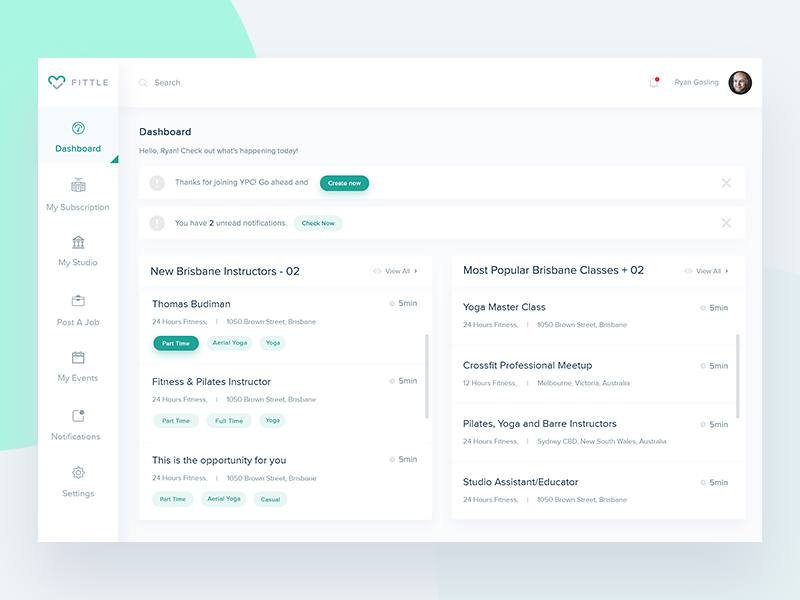 FITTLE
Search
Ryan Gosling
Dashboard
My Subscription
My Studio
Post A Job
My Events
Notifications
Settings
Dashboard
Hello, Ryan! Check out what's happening today!
Thanks for joining YPC! Go ahead and Create now
You have 2 unread notifications. Check Now
New Brisbane Instructors - 02 View All
Thomas Budiman 5min
24 Hours Fitness, | 1050 Brown Street, Brisbane
Part Time Aerial Yoga Yoga
Fitness & Pilates Instructor 5min
24 Hours Fitness, | 1050 Brown Street, Brisbane
Part Time Full Time Yoga
This is the opportunity for you 5min
24 Hours Fitness, | 1050 Brown Street, Brisbane
Part Time Aerial Yoga Casual
Most Popular Brisbane Classes + 02 View All
Yoga Master Class 5min
24 Hours Fitness, | 1050 Brown Street, Brisbane
Crossfit Professional Meetup 5min
12 Hours Fitness, | Melbourne, Victoria, Australia
Pilates, Yoga and Barre Instructors 5min
24 Hours Fitness, | Sydney CBD, New South Wales, Australia
Studio Assistant/Educator 5min
24 Hours Fitness, | 1050 Brown Street, Brisbane